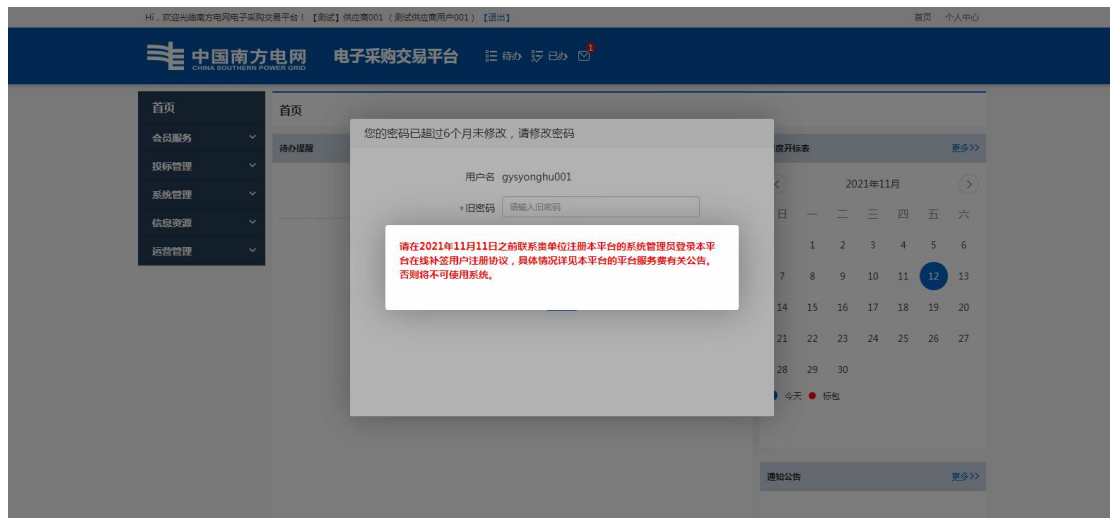 Hi，欢迎光临南方电网电子采购交易平台！【测试】供应商001（测试供应商用户001）【退出】
首页 个人中心
中国南方电网
CHINA SOUTHERN POWER GRID
电子采购交易平台
待办 已办 1
首页
会员服务
投标管理
系统管理
信息资源
运营管理
首页
待办提醒
您的密码已超过6个月未修改，请修改密码
用户名 gysyonghu001
*旧密码 请输入旧密码
请在2021年11月11日之前联系贵单位注册本平台的系统管理员登录本平
台在线补签用户注册协议，具体情况详见本平台的平台服务费有关公告。
否则将不可使用系统。
度开标表 更多>>
2021年11月
日 一 二 三 四 五 六
1 2 3 4 5 6
7 8 9 10 11 12 13
14 15 16 17 18 19 20
21 22 23 24 25 26 27
28 29 30
今天 标包
通知公告 更多>>